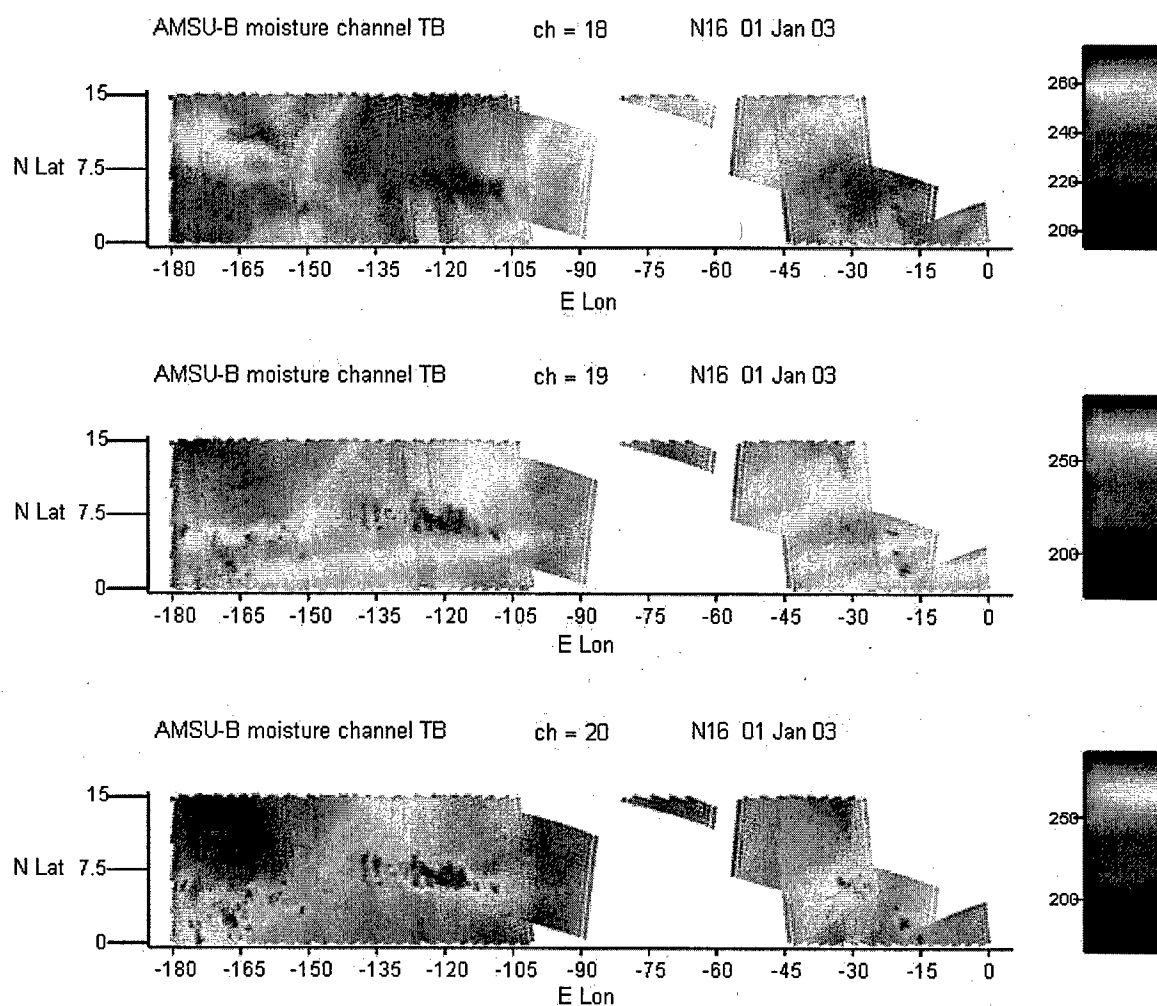 AMSU-B moisture channel TB ch = 18 N16 01 Jan 03
15
N Lat 7.5
0
-180 -165 -150 -135 -120 -105 -90 -75 -60 -45 -30 -15 0
E Lon
260
240
220
200
AMSU-B moisture channel TB ch = 19 N16 01 Jan 03
15
N Lat 7.5
0
-180 -165 -150 -135 -120 -105 -90 -75 -60 -45 -30 -15 0
E Lon
250
200
AMSU-B moisture channel TB ch = 20 N16 01 Jan 03
15
N Lat 7.5
0
-180 -165 -150 -135 -120 -105 -90 -75 -60 -45 -30 -15 0
E Lon
250
200